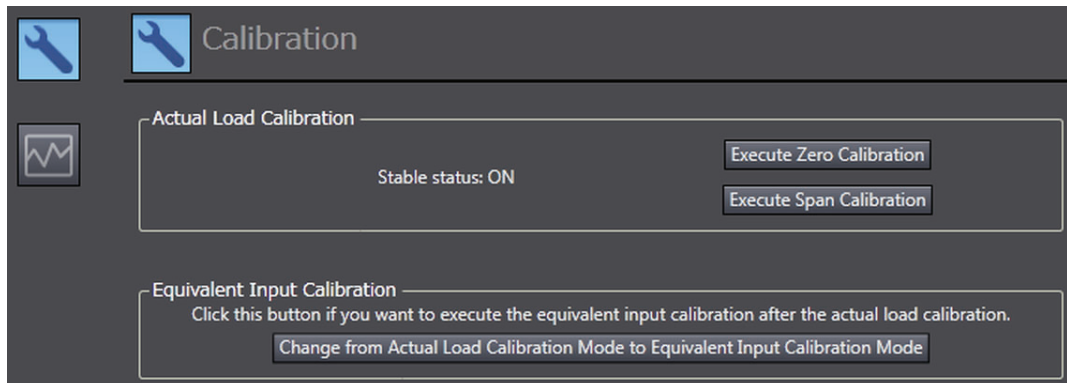 Calibration
Actual Load Calibration
Stable status: ON
Execute Zero Calibration
Execute Span Calibration
Equivalent Input Calibration
Click this button if you want to execute the equivalent input calibration after the actual load calibration.
Change from Actual Load Calibration Mode to Equivalent Input Calibration Mode